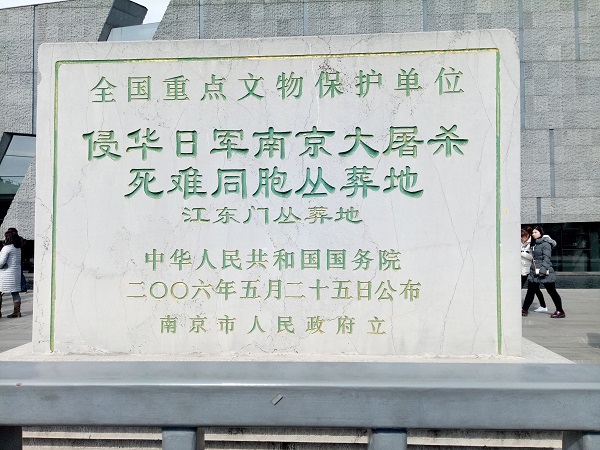 全国重点文物保护单位
侵华日军南京大屠杀
死难同胞丛葬地
江东门丛葬地
中华人民共和国国务院
二〇〇六年五月二十五日公布
南京市人民政府立